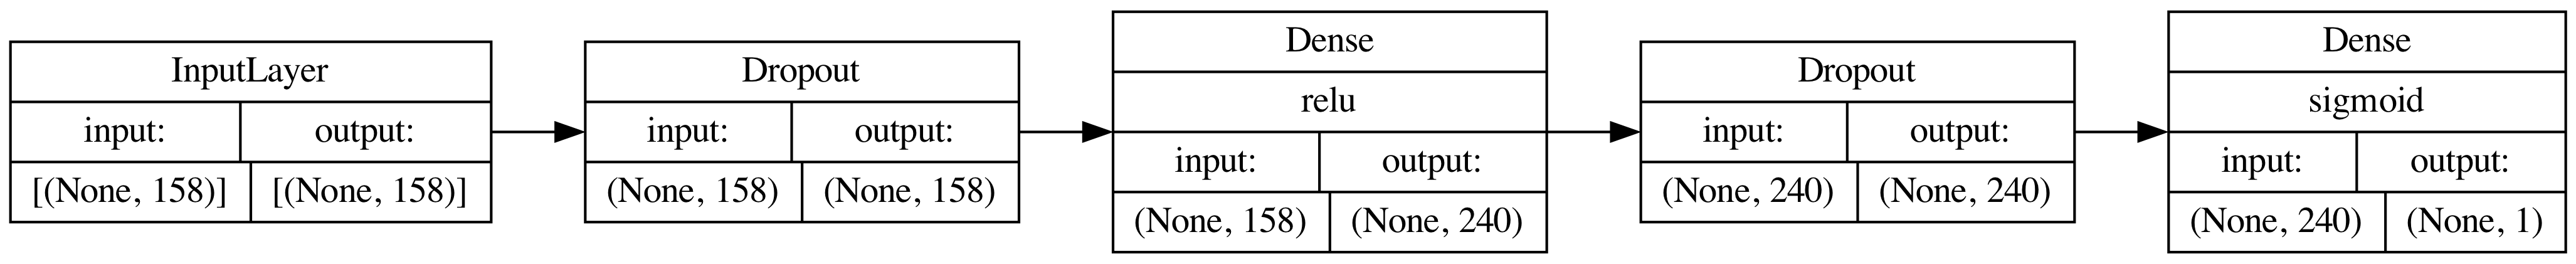 InputLayer
input: output:
[(None, 158)] [(None, 158)]
Dropout
input: output:
(None, 158) (None, 158)
Dense
relu
input: output:
(None, 158) (None, 240)
Dropout
input: output:
(None, 240) (None, 240)
Dense
sigmoid
input: output:
(None, 240) (None, 1)